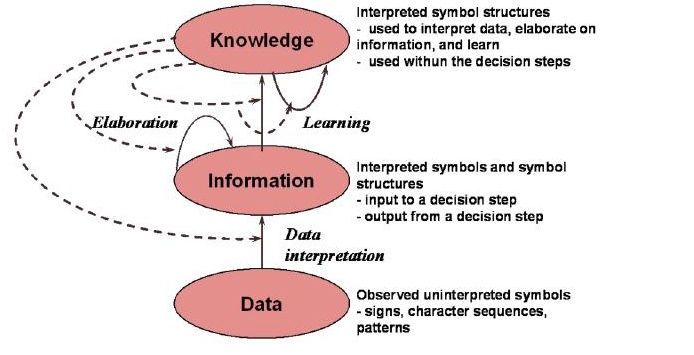 Knowledge
Interpreted symbol structures
- used to interpret data, elaborate on
information, and learn
- used withun the decision steps
Elaboration
Learning
Information
Interpreted symbols and symbol
structures
- input to a decision step
- output from a decision step
Data
interpretation
Data
Observed uninterpreted symbols
- signs, character sequences,
patterns